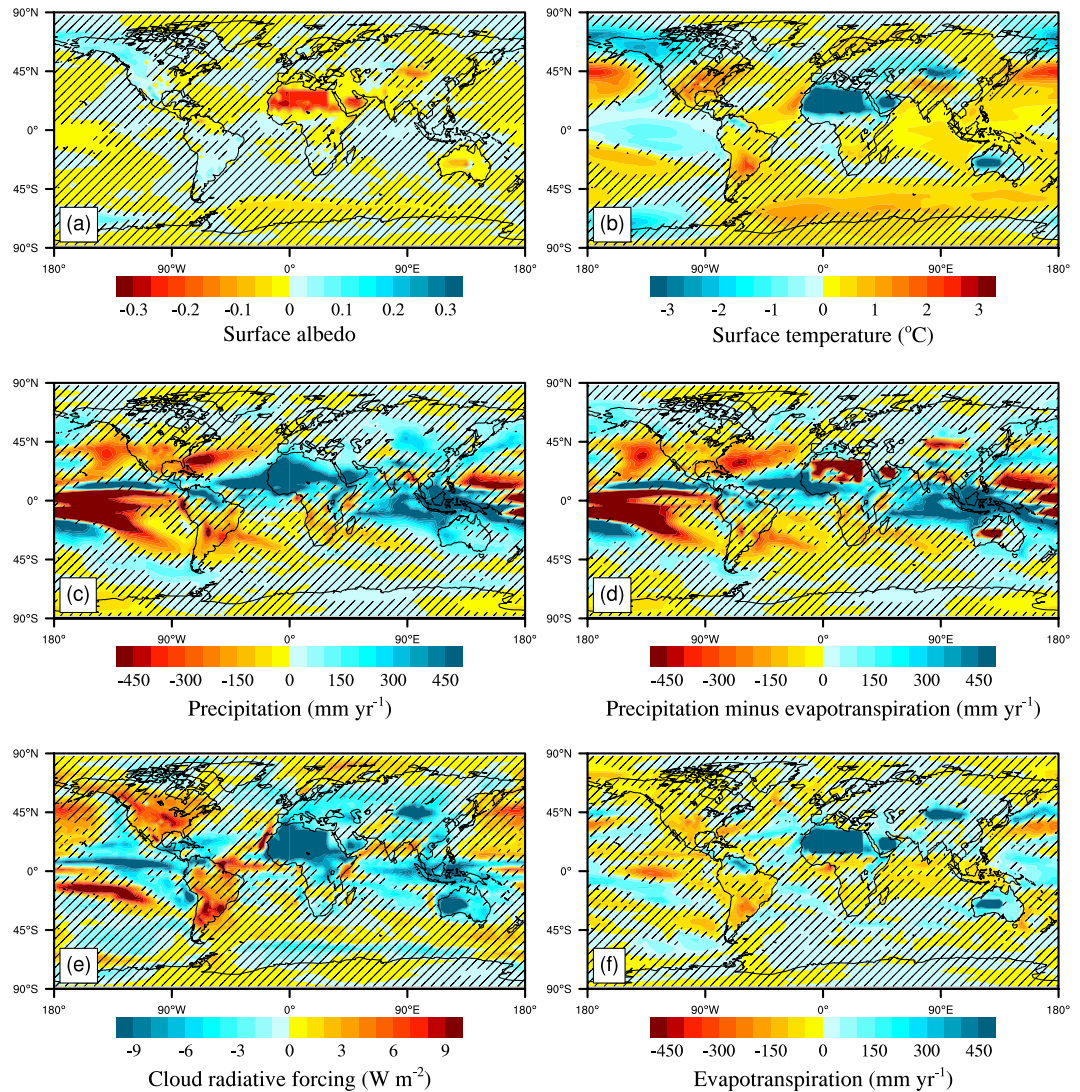 90°N 90°N
45°N 45°N
0° 0°
45°S 45°S
(a) (b)
90°S 90°S
180° 90°W 0° 90°E 180° 180° 90°W 0° 90°E 180°
-0.3 -0.2 -0.1 0 0.1 0.2 0.3 -3 -2 -1 0 1 2 3
Surface albedo Surface temperature (°C)
90°N 90°N
45°N 45°N
0° 0°
45°S 45°S
(c) (d)
90°S 90°S
180° 90°W 0° 90°E 180° 180° 90°W 0° 90°E 180°
-450 -300 -150 0 150 300 450 -450 -300 -150 0 150 300 450
Precipitation (mm yr⁻¹) Precipitation minus evapotranspiration (mm yr⁻¹)
90°N 90°N
45°N 45°N
0° 0°
45°S 45°S
(e) (f)
90°S 90°S
180° 90°W 0° 90°E 180° 180° 90°W 0° 90°E 180°
-9 -6 -3 0 3 6 9 -450 -300 -150 0 150 300 450
Cloud radiative forcing (W m⁻²) Evapotranspiration (mm yr⁻¹)